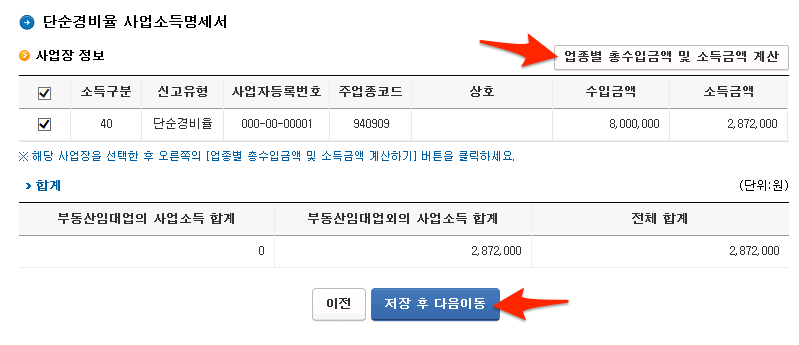 단순경비율 사업소득명세서
사업장 정보
업종별 총수입금액 및 소득금액 계산
소득구분 신고유형 사업자등록번호 주업종코드 상호 수입금액 소득금액
40 단순경비율 000-00-00001 940909 8,000,000 2,872,000
※ 해당 사업장을 선택한 후 오른쪽의 [업종별 총수입금액 및 소득금액 계산하기] 버튼을 클릭하세요.
합계
(단위:원)
부동산임대업의 사업소득 합계 부동산임대업외의 사업소득 합계 전체 합계
0 2,872,000 2,872,000
이전 저장 후 다음이동